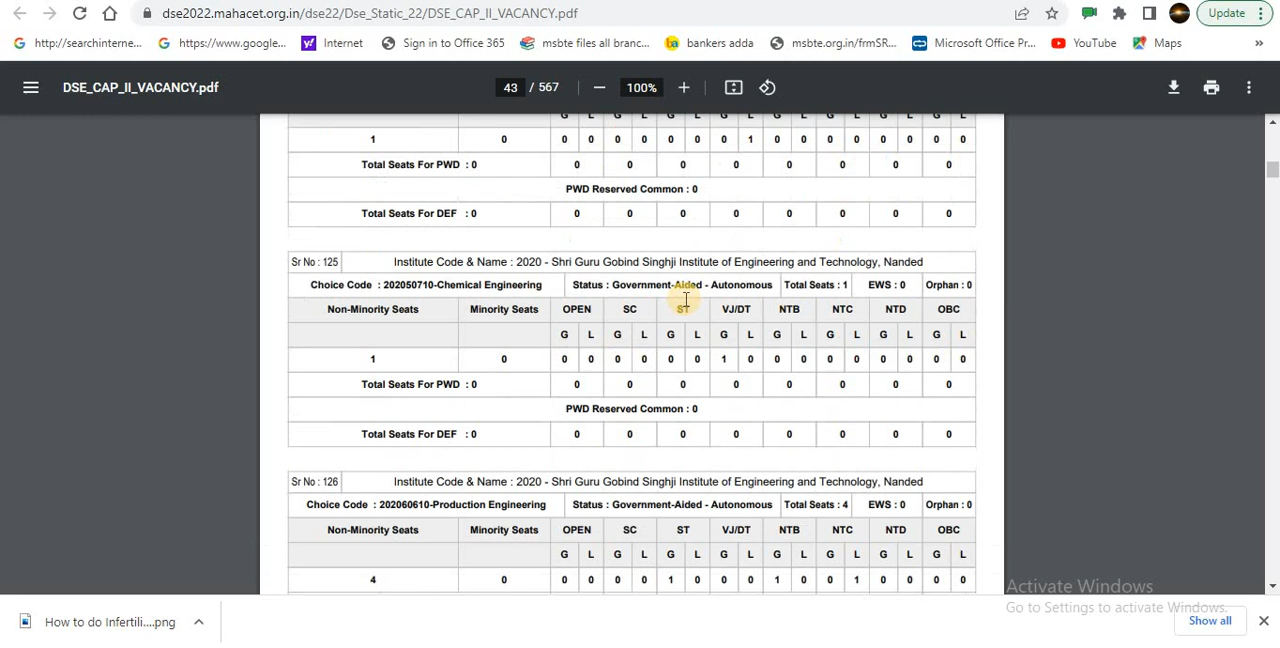 dse2022.mahacet.org.in/dse22/Dse_Static_22/DSE_CAP_II_VACANCY.pdf Update
http://searchinterne... https://www.google... Internet Sign in to Office365 msbte files all branc... bankers adda msbte.org.in/frmSR... Microsoft Office Pr... YouTube Maps »
DSE_CAP_II_VACANCY.pdf 43 / 567 100%
G L G L G L G L G L G L G L G L
1 0 0 0 0 0 0 0 0 1 0 0 0 0 0 0 0 0
Total Seats For PWD : 0 0 0 0 0 0 0 0 0
PWD Reserved Common : 0
Total Seats For DEF : 0 0 0 0 0 0 0 0 0
Sr No : 125 Institute Code & Name : 2020 - Shri Guru Gobind Singhji Institute of Engineering and Technology, Nanded
Choice Code : 202050710-Chemical Engineering Status : Government-Aided - Autonomous Total Seats : 1 EWS : 0 Orphan : 0
Non-Minority Seats Minority Seats OPEN SC ST VJ/DT NTB NTC NTD OBC
G L G L G L G L G L G L G L G L
1 0 0 0 0 0 0 0 1 0 0 0 0 0 0 0 0 0
Total Seats For PWD : 0 0 0 0 0 0 0 0 0
PWD Reserved Common : 0
Total Seats For DEF : 0 0 0 0 0 0 0 0 0
Sr No : 126 Institute Code & Name : 2020 - Shri Guru Gobind Singhji Institute of Engineering and Technology, Nanded
Choice Code : 202060610-Production Engineering Status : Government-Aided - Autonomous Total Seats : 4 EWS : 0 Orphan : 0
Non-Minority Seats Minority Seats OPEN SC ST VJ/DT NTB NTC NTD OBC
G L G L G L G L G L G L G L G L
4 0 0 0 0 0 1 0 0 0 1 0 0 1 0 0 0 0
Activate Windows
Go to Settings to activate Windows.
How to do Infertili....png Show all